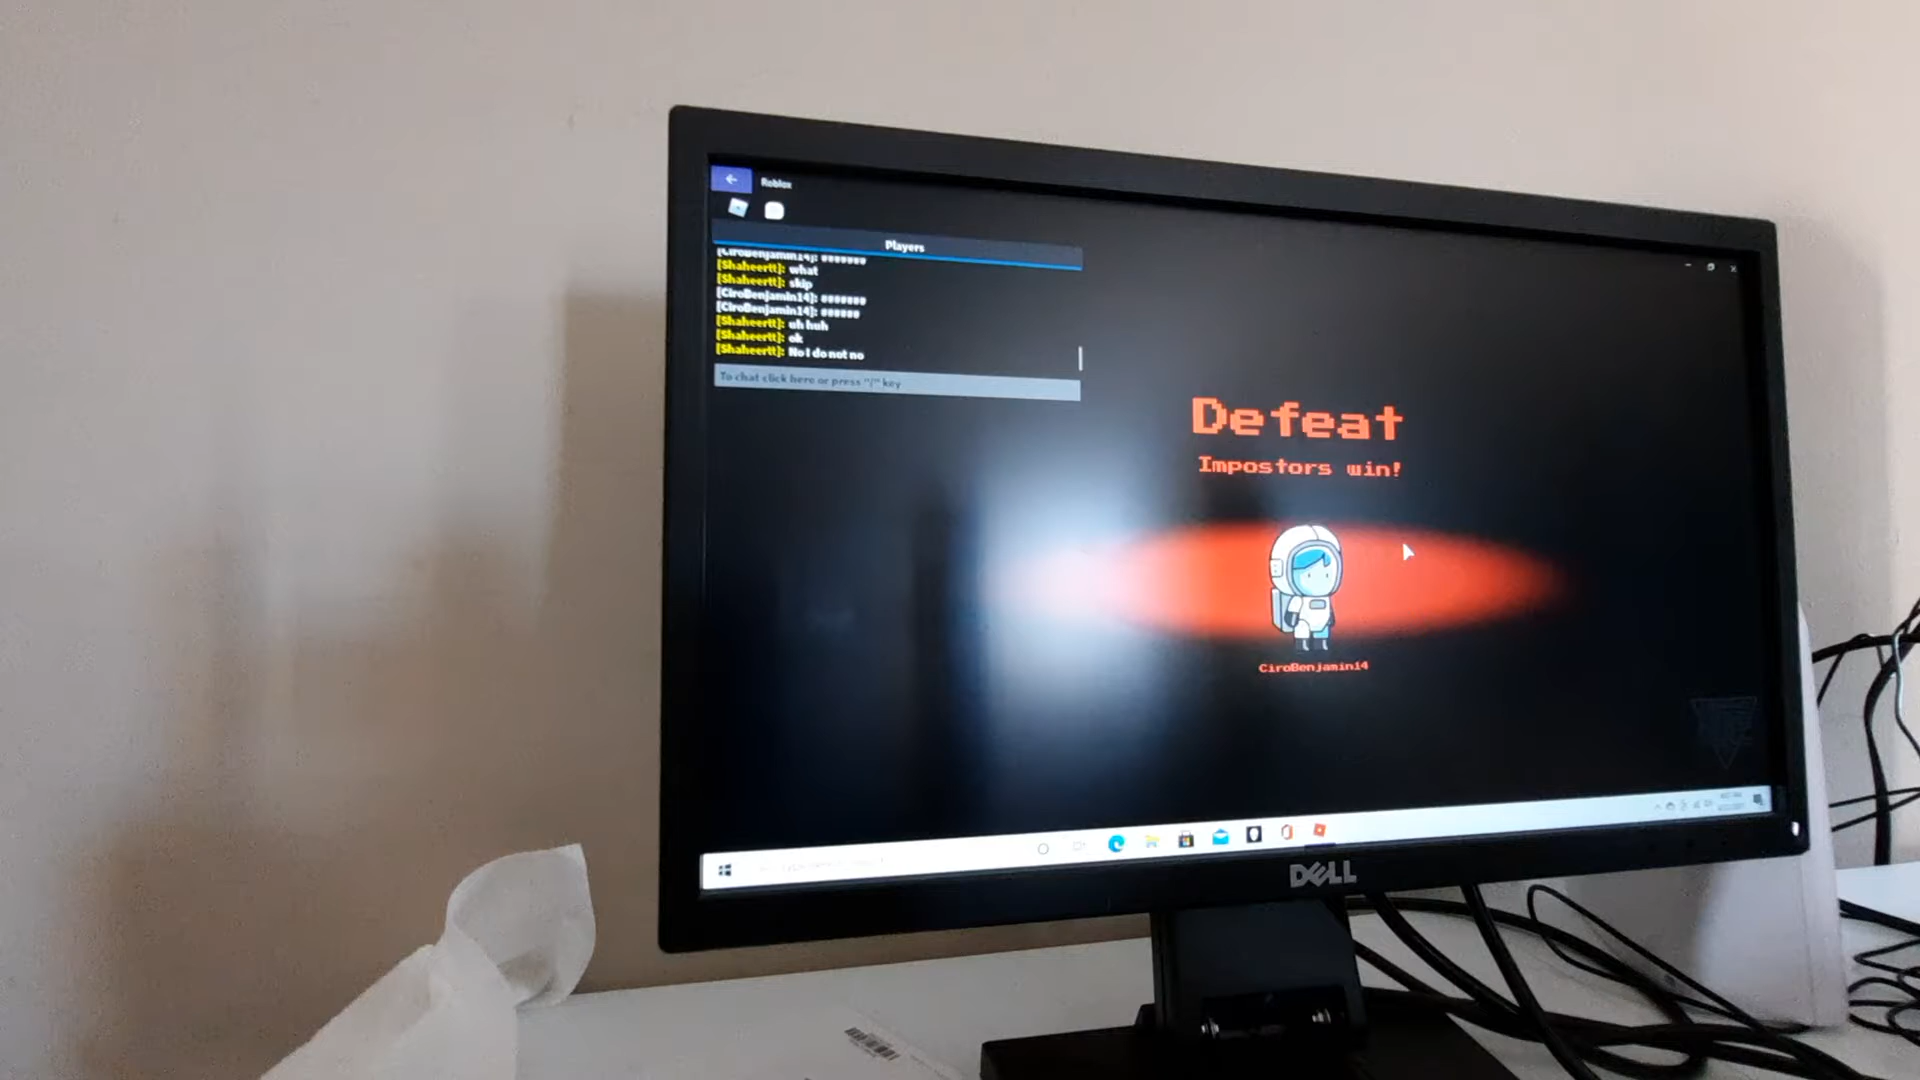 Roblox
Players
[CiroBenjamin14]: #######
[Shaheertt]: what
[Shaheertt]: skip
[CiroBenjamin14]: #######
[CiroBenjamin14]: ######
[Shaheertt]: uh huh
[Shaheertt]: ok
[Shaheertt]: No I do not no
To chat click here or press "/" key
Defeat
Impostors win!
CiroBenjamin14
DELL